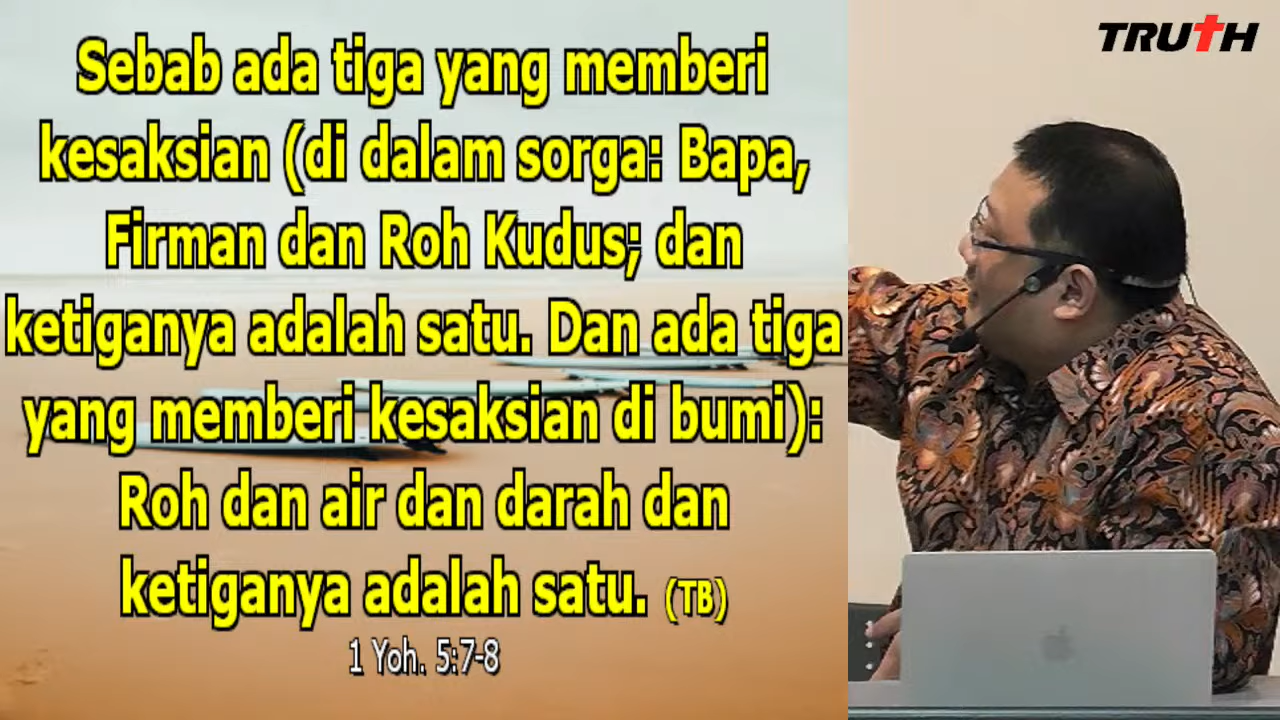 Sebab ada tiga yang memberi
kesaksian (di dalam sorga: Bapa,
Firman dan Roh Kudus; dan
ketiganya adalah satu. Dan ada tiga
yang memberi kesaksian di bumi):
Roh dan air dan darah dan
ketiganya adalah satu. (TB)
1 Yoh. 5:7-8
TRUTH